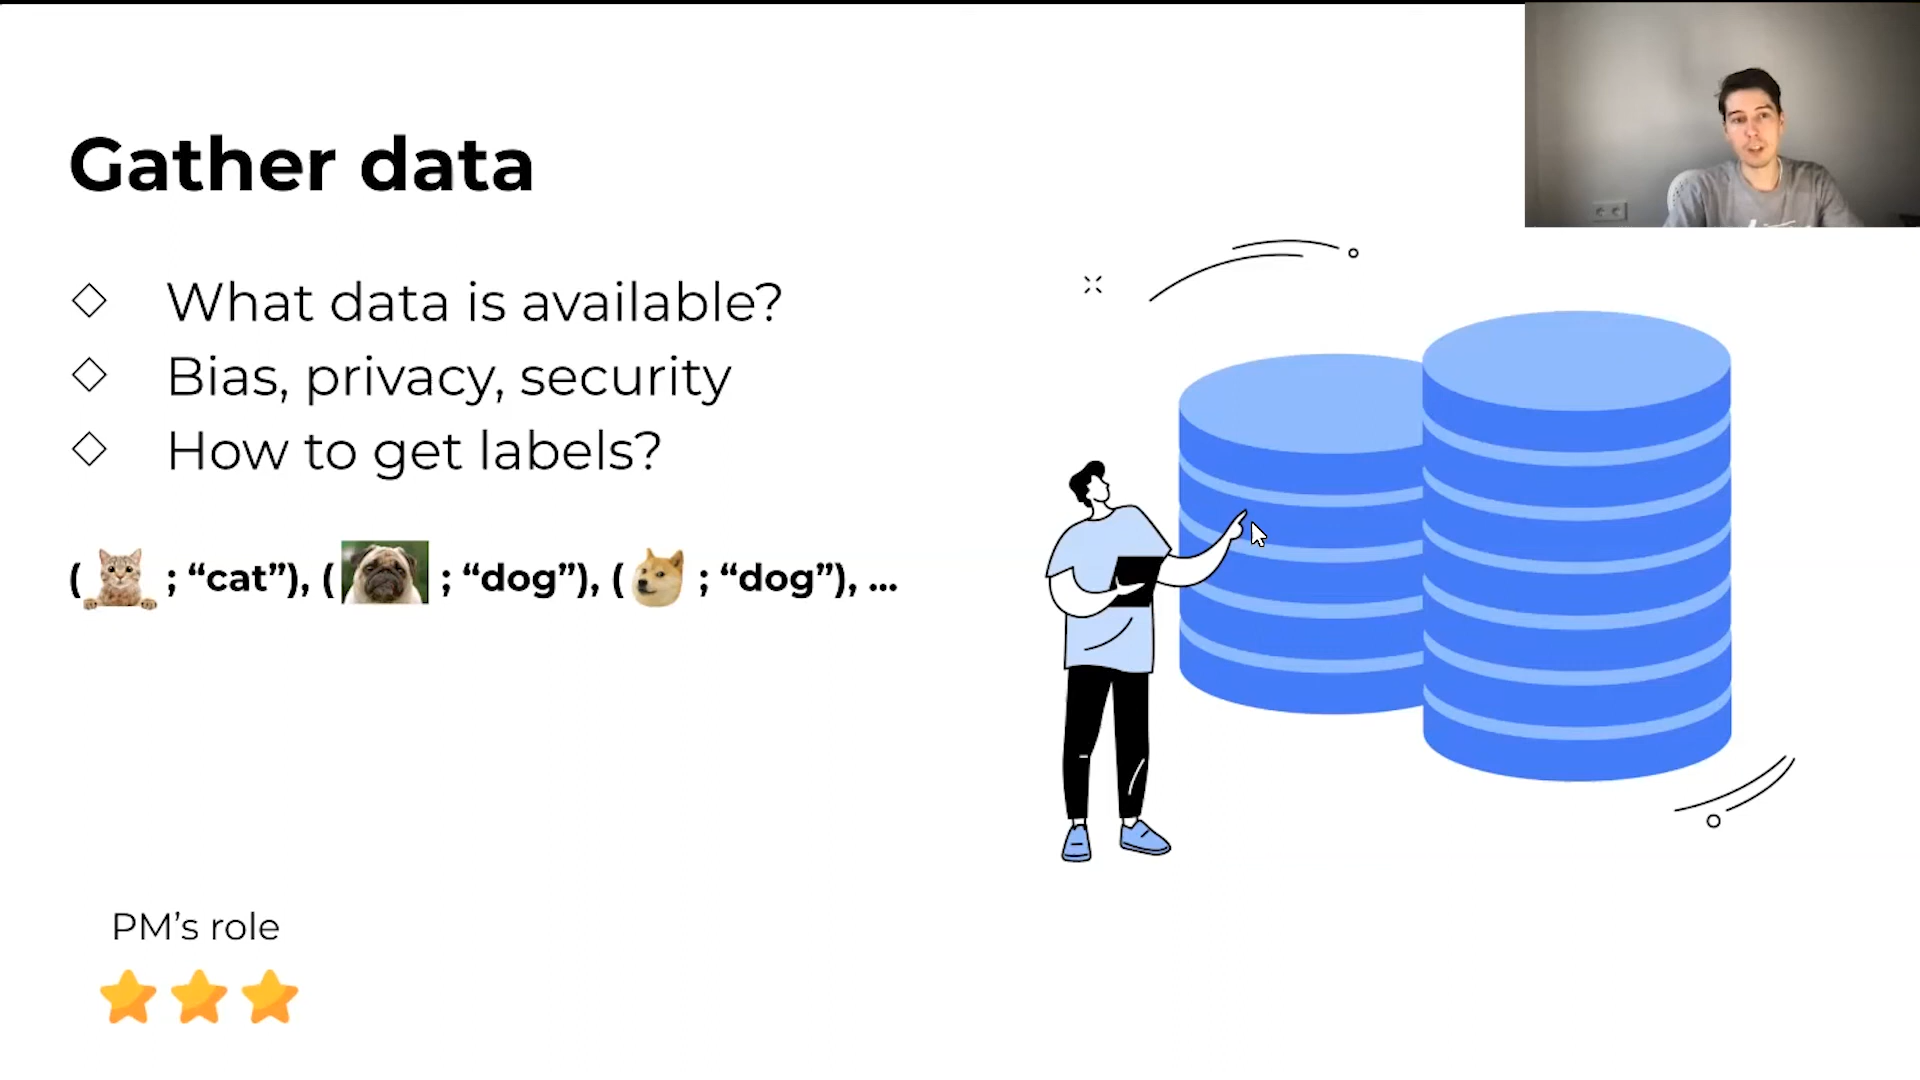 Gather data
What data is available?
Bias, privacy, security
How to get labels?
( ; “cat”), ( ; “dog”), ( ; “dog”), ...
PM’s role